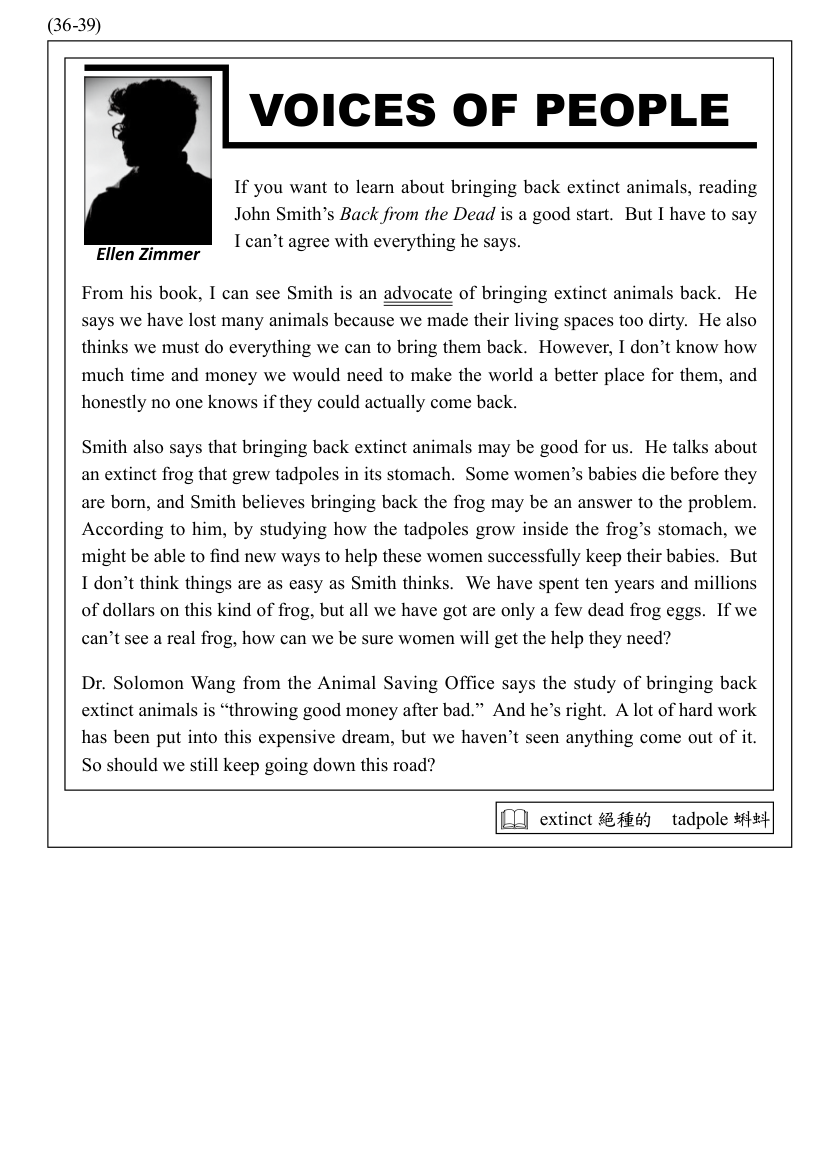 (36-39)
VOICES OF PEOPLE
Ellen Zimmer
If you want to learn about bringing back extinct animals, reading
John Smith’s Back from the Dead is a good start. But I have to say
I can’t agree with everything he says.
From his book, I can see Smith is an advocate of bringing extinct animals back. He
says we have lost many animals because we made their living spaces too dirty. He also
thinks we must do everything we can to bring them back. However, I don’t know how
much time and money we would need to make the world a better place for them, and
honestly no one knows if they could actually come back.
Smith also says that bringing back extinct animals may be good for us. He talks about
an extinct frog that grew tadpoles in its stomach. Some women’s babies die before they
are born, and Smith believes bringing back the frog may be an answer to the problem.
According to him, by studying how the tadpoles grow inside the frog’s stomach, we
might be able to find new ways to help these women successfully keep their babies. But
I don’t think things are as easy as Smith thinks. We have spent ten years and millions
of dollars on this kind of frog, but all we have got are only a few dead frog eggs. If we
can’t see a real frog, how can we be sure women will get the help they need?
Dr. Solomon Wang from the Animal Saving Office says the study of bringing back
extinct animals is “throwing good money after bad.” And he’s right. A lot of hard work
has been put into this expensive dream, but we haven’t seen anything come out of it.
So should we still keep going down this road?
extinct 絕種的 tadpole 蝌蚪